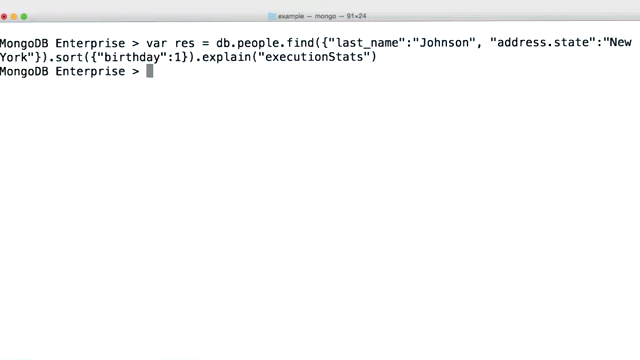 example — mongo — 91×24
MongoDB Enterprise > var res = db.people.find({"last_name":"Johnson", "address.state":"New
York"}).sort({"birthday":1}).explain("executionStats")
MongoDB Enterprise >